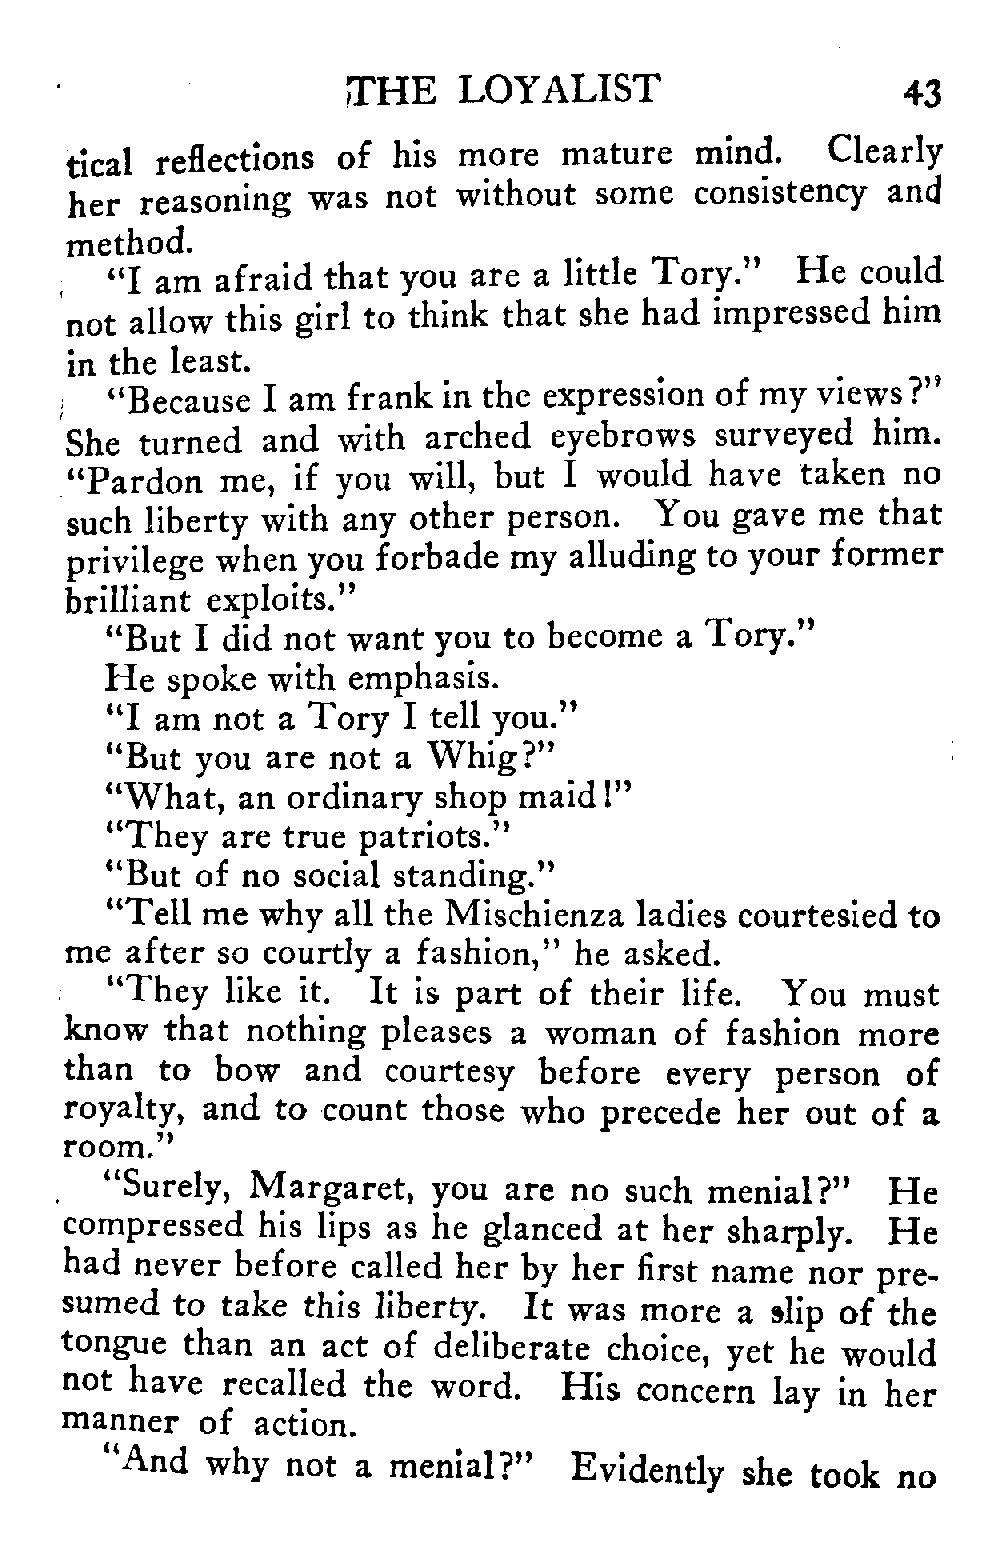 THE LOYALIST 43
tical reflections of his more mature mind. Clearly
her reasoning was not without some consistency and
method.
“I am afraid that you are a little Tory.” He could
not allow this girl to think that she had impressed him
in the least.
“Because I am frank in the expression of my views?”
She turned and with arched eyebrows surveyed him.
“Pardon me, if you will, but I would have taken no
such liberty with any other person. You gave me that
privilege when you forbade my alluding to your former
brilliant exploits.”
“But I did not want you to become a Tory.”
He spoke with emphasis.
“I am not a Tory I tell you.”
“But you are not a Whig?”
“What, an ordinary shop maid!”
“They are true patriots.”
“But of no social standing.”
“Tell me why all the Mischienza ladies courtesied to
me after so courtly a fashion,” he asked.
“They like it. It is part of their life. You must
know that nothing pleases a woman of fashion more
than to bow and courtesy before every person of
royalty, and to count those who precede her out of a
room.”
“Surely, Margaret, you are no such menial?” He
compressed his lips as he glanced at her sharply. He
had never before called her by her first name nor pre-
sumed to take this liberty. It was more a slip of the
tongue than an act of deliberate choice, yet he would
not have recalled the word. His concern lay in her
manner of action.
“And why not a menial?” Evidently she took no